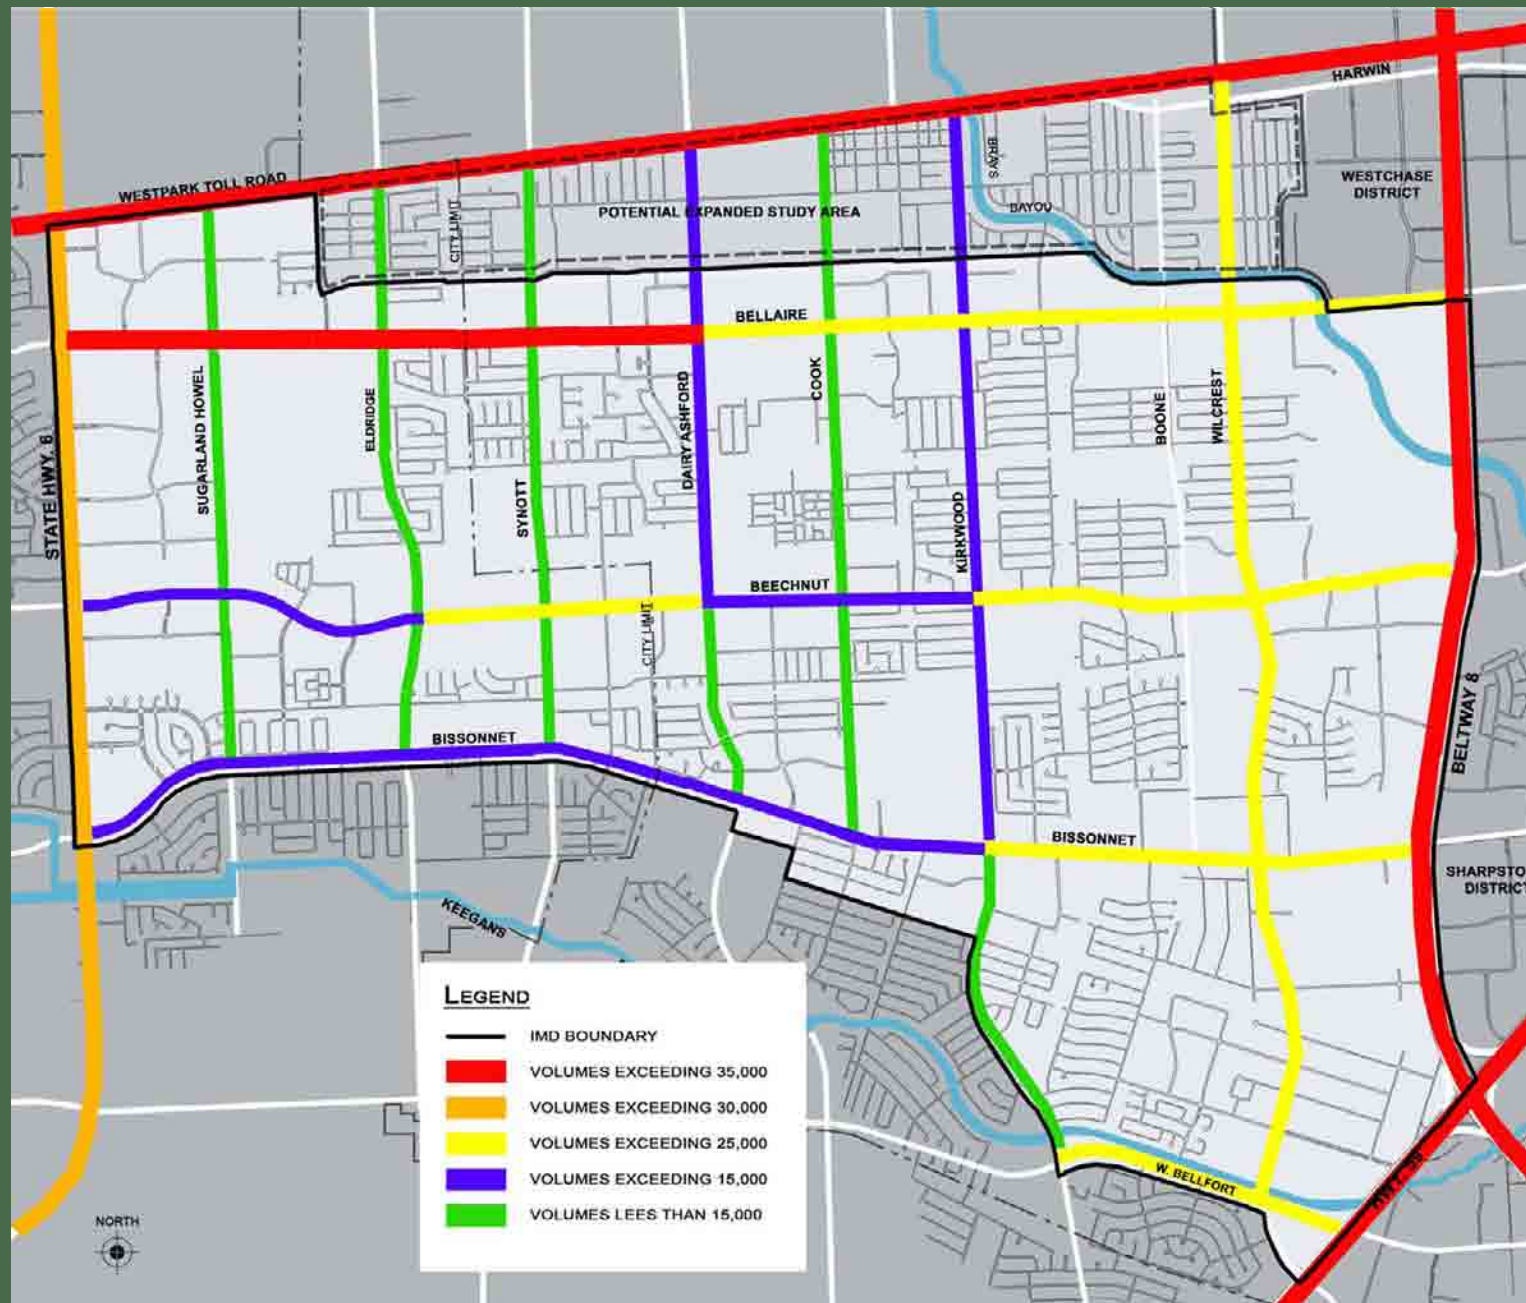 HARWIN
WESTPARK TOLL ROAD
BRAYS
BAYOU
WESTCHASE
DISTRICT
CITY LIMIT
POTENTIAL EXPANDED STUDY AREA
BELLAIRE
STATE HWY. 6
SUGARLAND HOWEL
ELDRIDGE
SYNOTT
DAIRY ASHFORD
COOK
KIRKWOOD
BOONE
WILCREST
BEECHNUT
CITY LIMIT
BELTWAY 8
BISSONNET
BISSONNET
SHARPSTO
DISTRICT
KEEGANS
LEGEND
IMD BOUNDARY
VOLUMES EXCEEDING 35,000
VOLUMES EXCEEDING 30,000
VOLUMES EXCEEDING 25,000
VOLUMES EXCEEDING 15,000
VOLUMES LEES THAN 15,000
W. BELLFORT
HWY. 59
NORTH